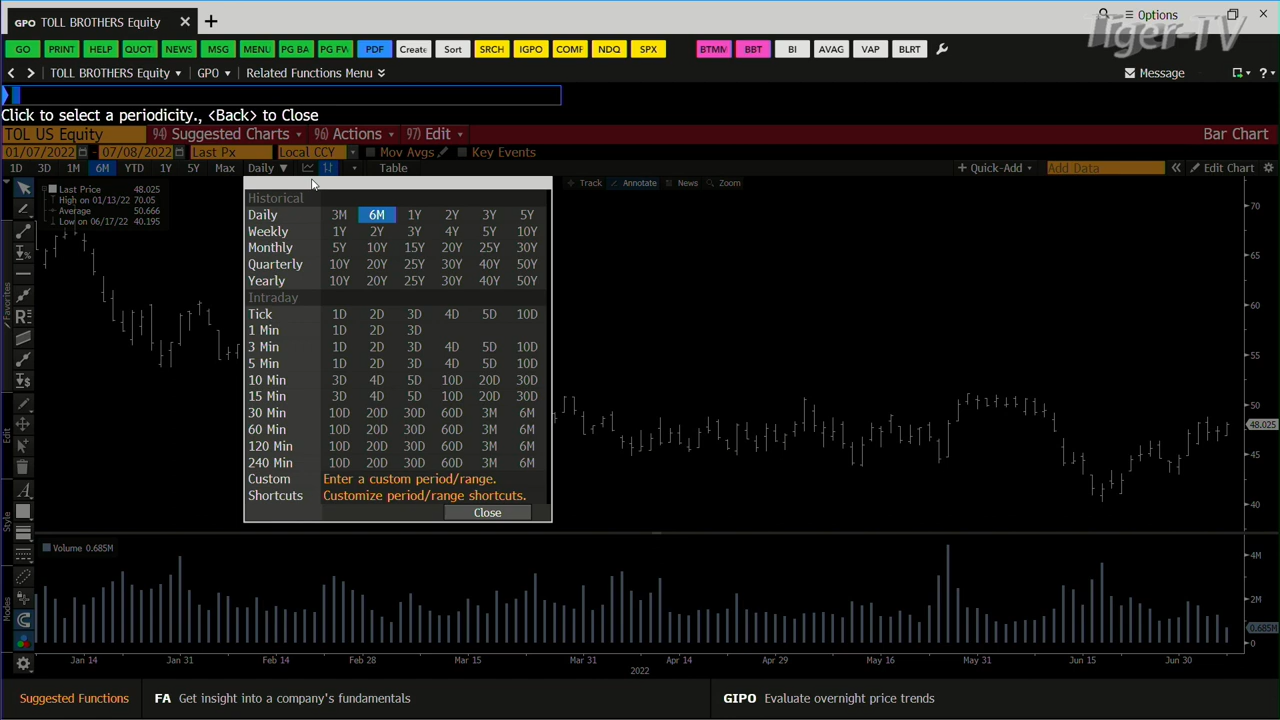 GPO TOLL BROTHERS Equity
Options
Tiger-TV
GO PRINT HELP QUOT NEWS MSG MENU PG BA PG FV PDF Create Sort SRCH IGPO COMF NDQ SPX BTMM BBT BI AVAG VAP BLRT
TOLL BROTHERS Equity GPO Related Functions Menu Message ?
Click to select a periodicity., <Back> to Close
TOL US Equity 94) Suggested Charts 96) Actions 97) Edit Bar Chart
01/07/2022 - 07/08/2022 Last Px Local CCY Mov Avgs Key Events
1D 3D 1M 6M YTD 1Y 5Y Max Daily ▼ Table + Quick-Add Add Data « Edit Chart
Track Annotate News Zoom
Last Price 48.025
High on 01/13/22 70.05
Average 50.666
Low on 06/17/22 40.195
Historical
Daily 3M 6M 1Y 2Y 3Y 5Y
Weekly 1Y 2Y 3Y 4Y 5Y 10Y
Monthly 5Y 10Y 15Y 20Y 25Y 30Y
Quarterly 10Y 20Y 25Y 30Y 40Y 50Y
Yearly 10Y 20Y 25Y 30Y 40Y 50Y
Intraday
Tick 1D 2D 3D 4D 5D 10D
1 Min 1D 2D 3D
3 Min 1D 2D 3D 4D 5D 10D
5 Min 1D 2D 3D 4D 5D 10D
10 Min 3D 4D 5D 10D 20D 30D
15 Min 3D 4D 5D 10D 20D 30D
30 Min 10D 20D 30D 60D 3M 6M
60 Min 10D 20D 30D 60D 3M 6M
120 Min 10D 20D 30D 60D 3M 6M
240 Min 10D 20D 30D 60D 3M 6M
Custom Enter a custom period/range.
Shortcuts Customize period/range shortcuts.
Close
Favorites
Edit
Style
Modes
70
65
60
55
50
48.025
45
40
Volume 0.685M
4M
2M
0.685M
0
Jan 14 Jan 31 Feb 14 Feb 28 Mar 15 Mar 31 Apr 14 Apr 29 May 16 May 31 Jun 15 Jun 30
2022
Suggested Functions FA Get insight into a company's fundamentals GIPO Evaluate overnight price trends